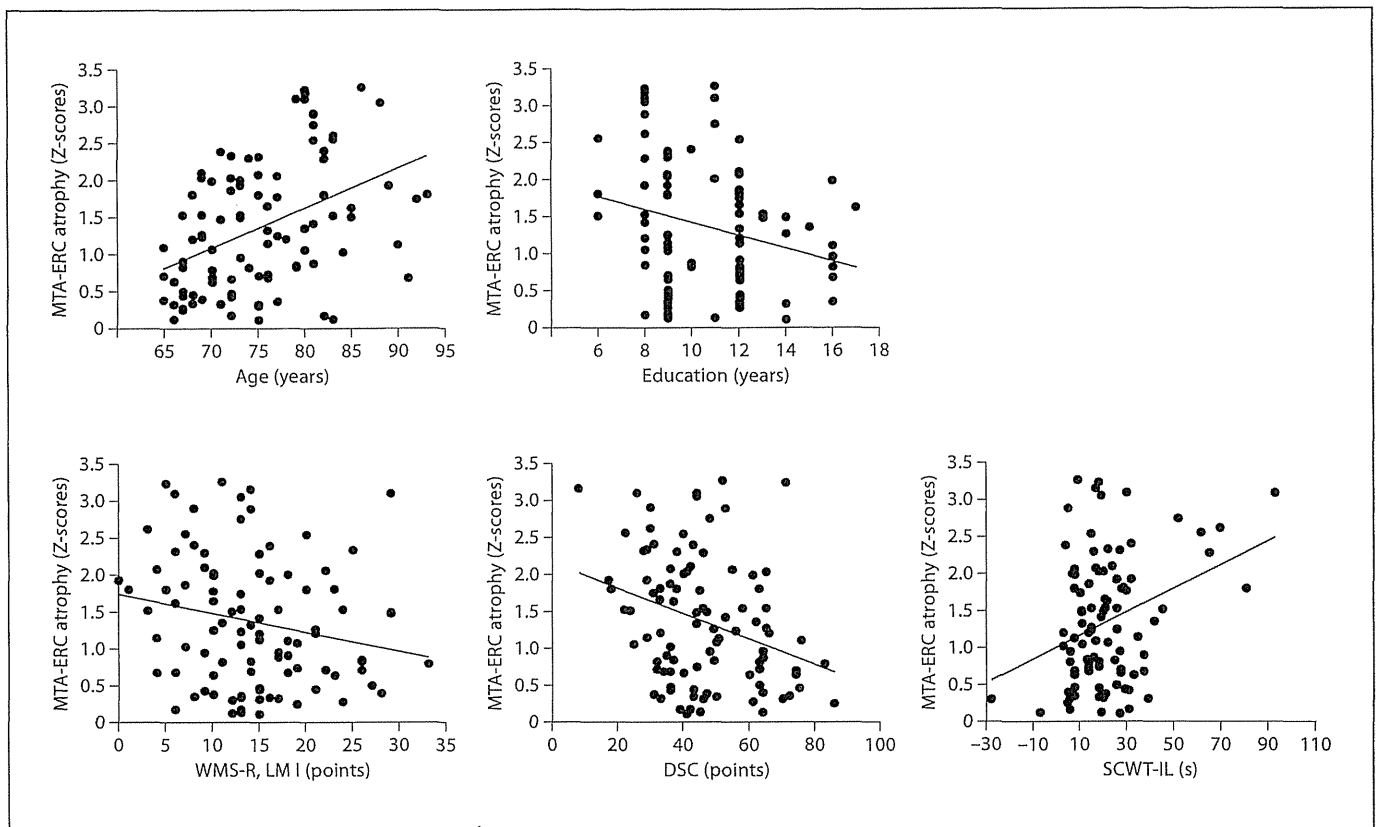 MTA-ERC atrophy (Z-scores)
3.5
3.0
2.5
2.0
1.5
1.0
0.5
0
65 70 75 80 85 90 95
Age (years)
MTA-ERC atrophy (Z-scores)
3.5
3.0
2.5
2.0
1.5
1.0
0.5
0
4 6 8 10 12 14 16 18
Education (years)
MTA-ERC atrophy (Z-scores)
3.5
3.0
2.5
2.0
1.5
1.0
0.5
0
0 5 10 15 20 25 30 35
WMS-R, LM I (points)
MTA-ERC atrophy (Z-scores)
3.5
3.0
2.5
2.0
1.5
1.0
0.5
0
0 20 40 60 80 100
DSC (points)
MTA-ERC atrophy (Z-scores)
3.5
3.0
2.5
2.0
1.5
1.0
0.5
0
−30 −10 10 30 50 70 90 110
SCWT-IL (s)